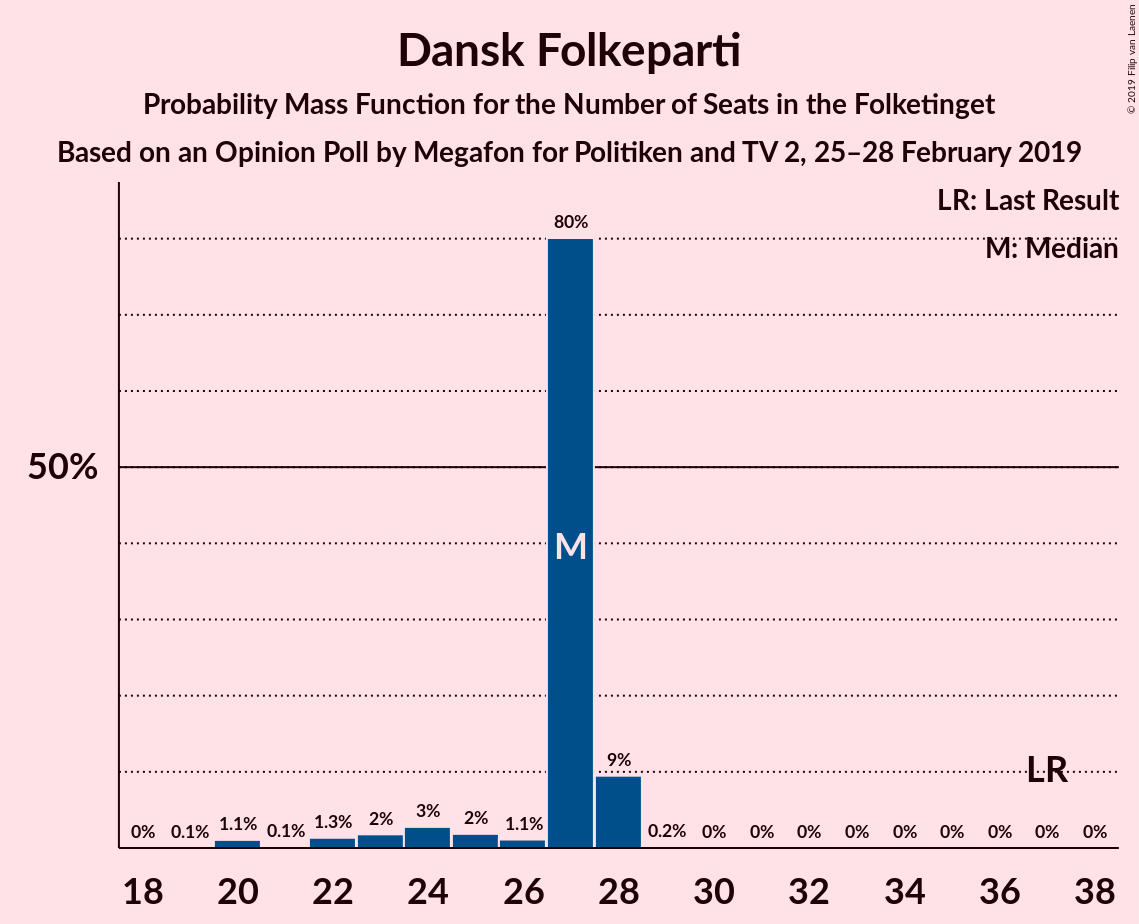 Dansk Folkeparti
Probability Mass Function for the Number of Seats in the Folketinget
Based on an Opinion Poll by Megafon for Politiken and TV 2, 25–28 February 2019
© 2019 Filip van Laenen
LR: Last Result
M: Median
80%
50%
M
9%
LR
0% 0.1% 1.1% 0.1% 1.3% 2% 3% 2% 1.1% 0.2% 0% 0% 0% 0% 0% 0% 0% 0% 0%
18 20 22 24 26 28 30 32 34 36 38